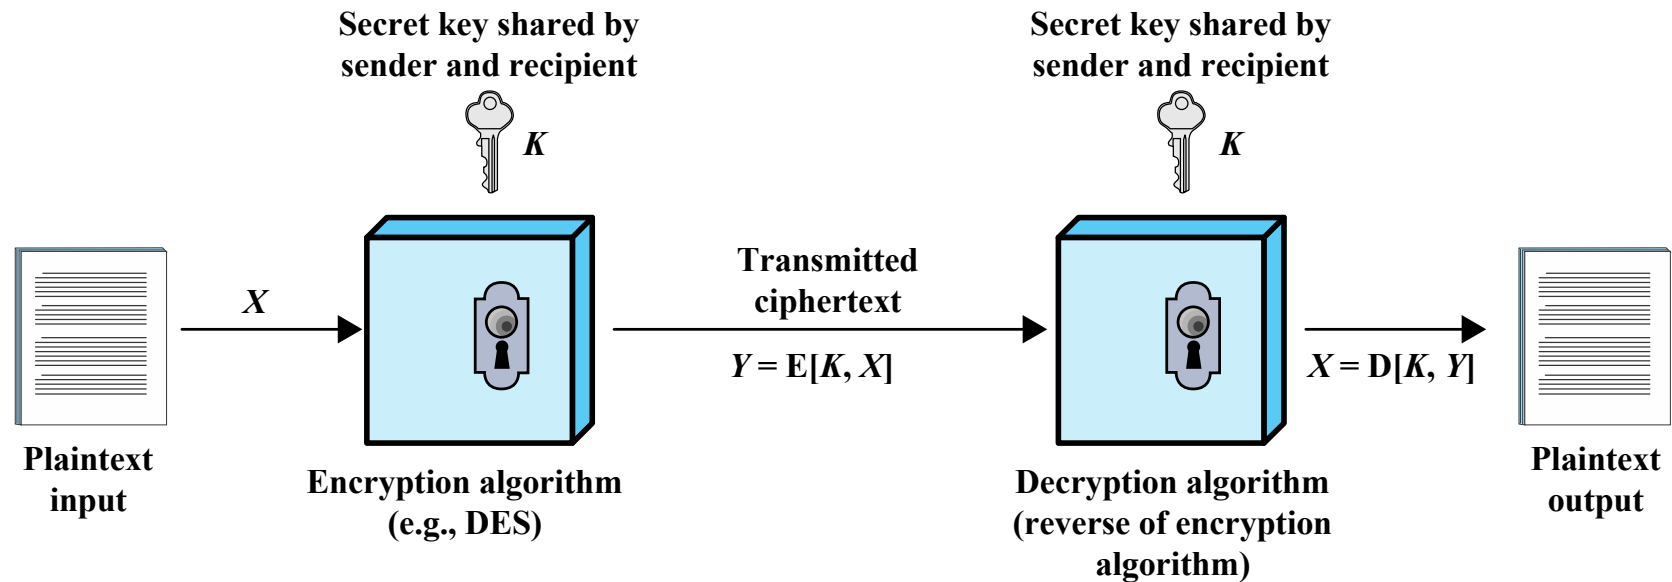 Secret key shared by
sender and recipient
K
Secret key shared by
sender and recipient
K
X
Transmitted
ciphertext
Y = E[K, X]
X = D[K, Y]
Plaintext
input
Encryption algorithm
(e.g., DES)
Decryption algorithm
(reverse of encryption
algorithm)
Plaintext
output